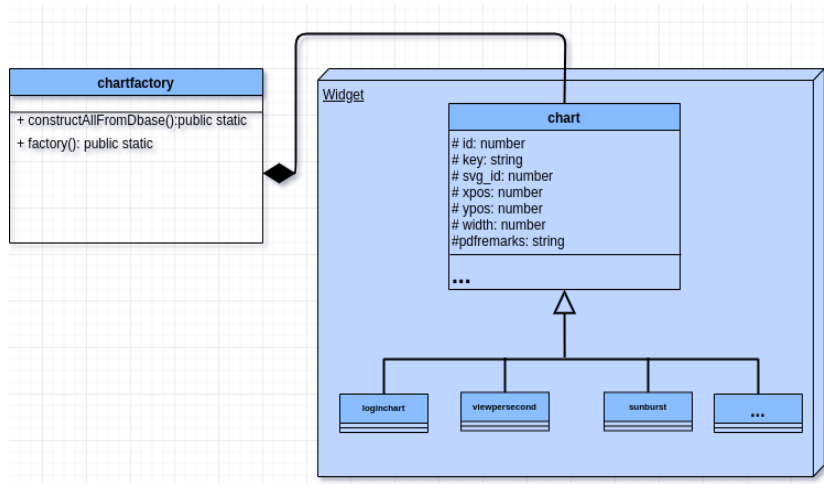 chartfactory
+ constructAllFromDbase():public static
+ factory(): public static
Widget
chart
# id: number
# key: string
# svg_id: number
# xpos: number
# ypos: number
# width: number
#pdfremarks: string
...
loginchart
viewpersecond
sunburst
...